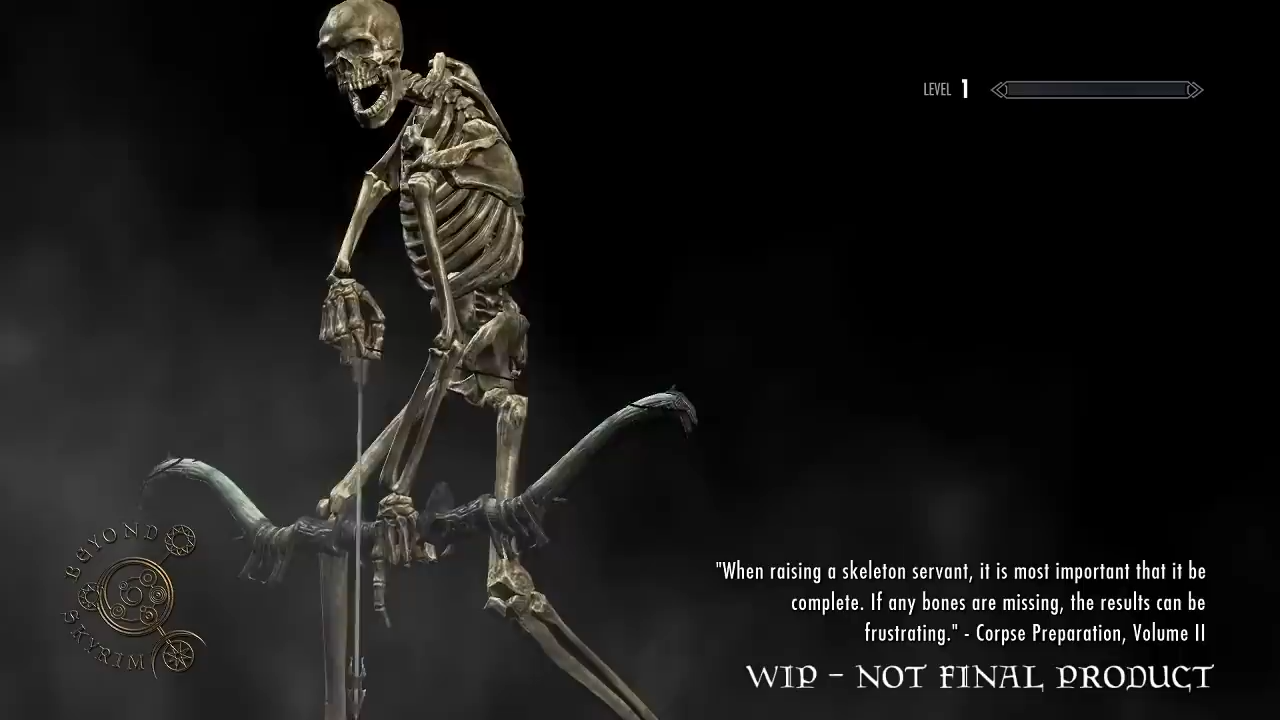 LEVEL 1
"When raising a skeleton servant, it is most important that it be
complete. If any bones are missing, the results can be
frustrating." - Corpse Preparation, Volume II
WIP - NOT FINAL PRODUCT
BEYOND
SKYRIM